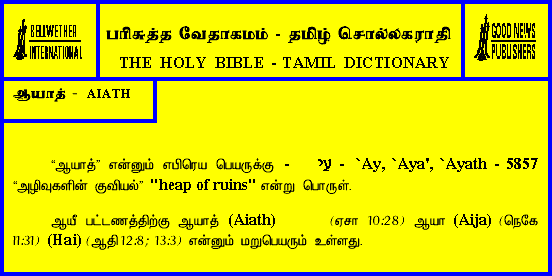 BELLWETHER
INTERNATIONAL
பரிசுத்த வேதாகமம் - தமிழ் சொல்லகராதி
THE HOLY BIBLE - TAMIL DICTIONARY
GOOD NEWS
PUBLISHERS
ஆயாத் - AIATH
“ஆயாத்” என்னும் எபிரெய பெயருக்கு - עַי - `Ay, `Aya', `Ayath - 5857
“அழிவுகளின் குவியல்” "heap of ruins" என்று பொருள்.
ஆயீ பட்டணத்திற்கு ஆயாத் (Aiath) (ஏசா 10:28) ஆயா (Aija) (நெகே
11:31) (Hai) (ஆதி 12:8; 13:3) என்னும் மறுபெயரும் உள்ளது.